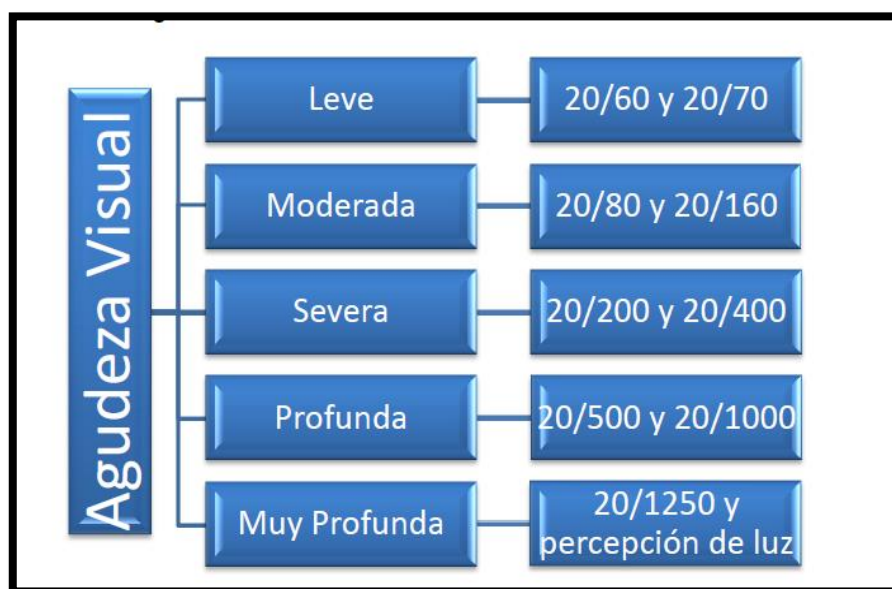 Agudeza Visual
Leve
20/60 y 20/70
Moderada
20/80 y 20/160
Severa
20/200 y 20/400
Profunda
20/500 y 20/1000
Muy Profunda
20/1250 y
percepción de luz